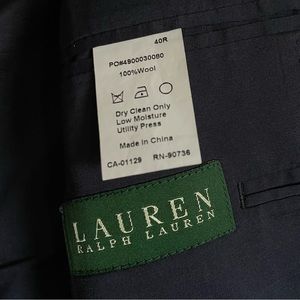 40R
PO#4900030090
100%Wool
Dry Clean Only
Low Moisture
Utility Press
Made in China
CA-01129 RN-90736
LAUREN
RALPH LAUREN